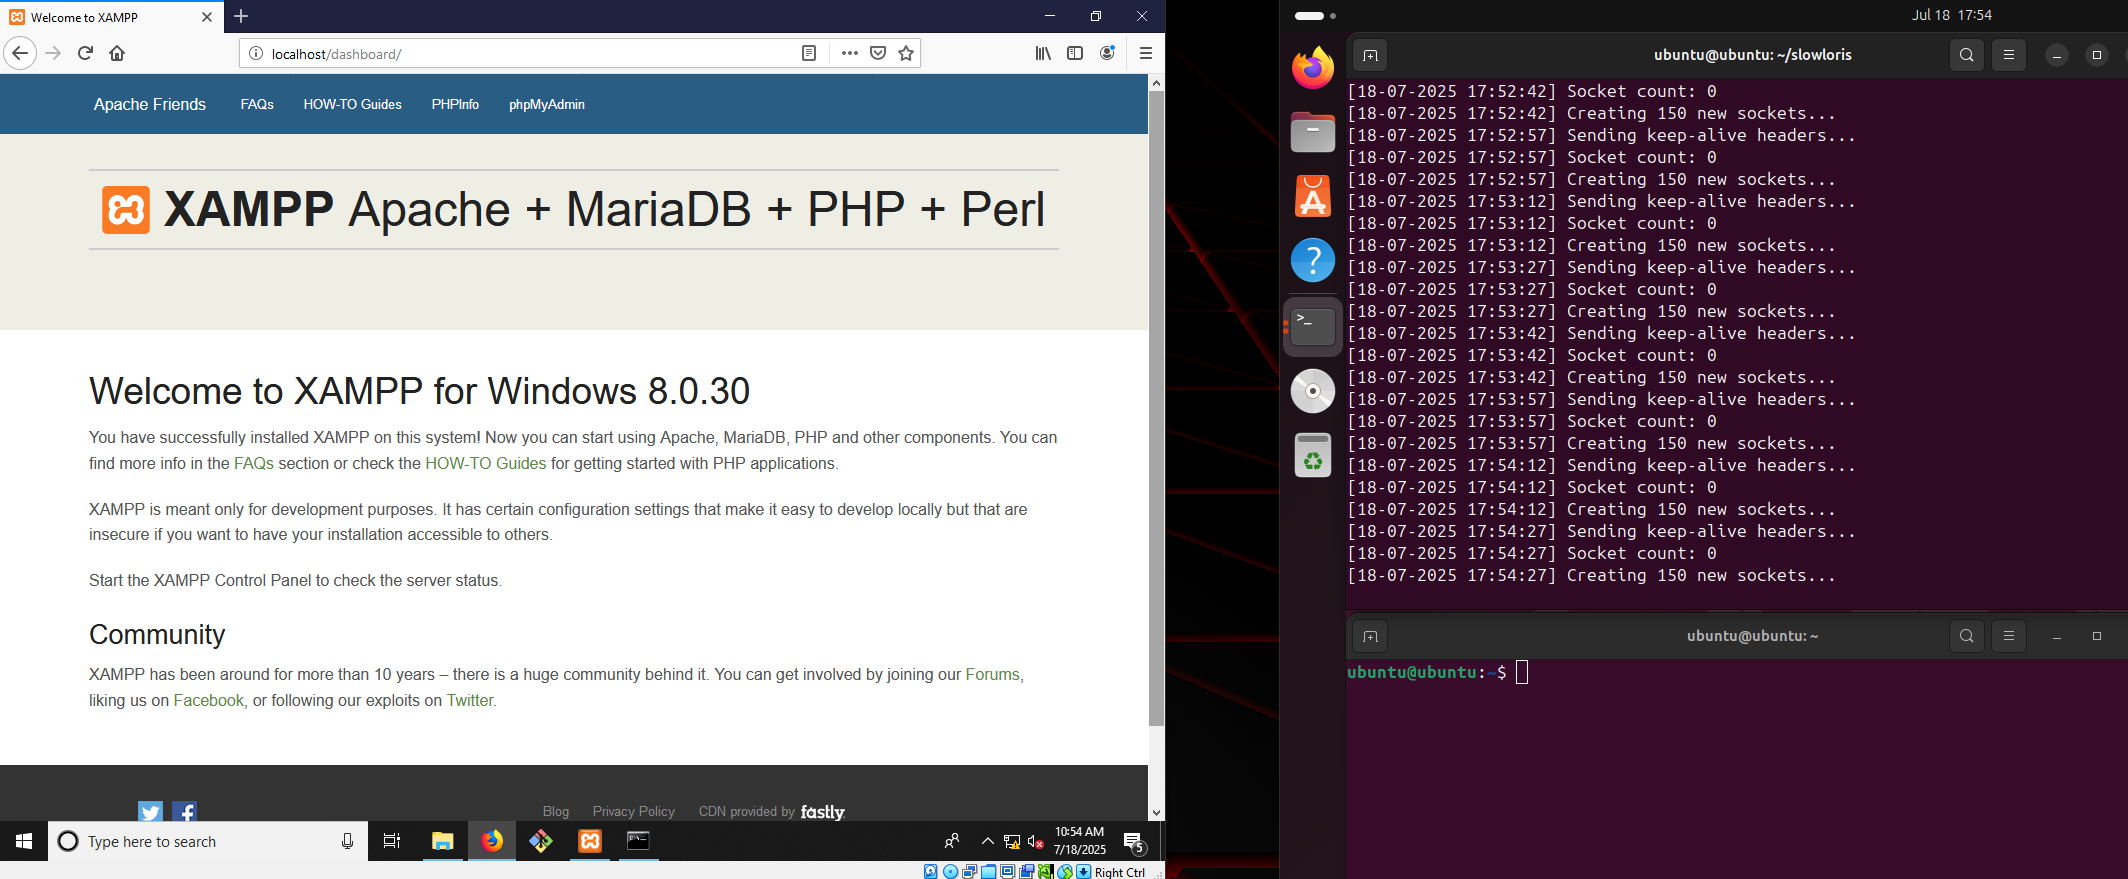 Welcome to XAMPP
localhost/dashboard/
Apache Friends
FAQs
HOW-TO Guides
PHPInfo
phpMyAdmin
XAMPP Apache + MariaDB + PHP + Perl
Welcome to XAMPP for Windows 8.0.30
You have successfully installed XAMPP on this system! Now you can start using Apache, MariaDB, PHP and other components. You can
find more info in the FAQs section or check the HOW-TO Guides for getting started with PHP applications.
XAMPP is meant only for development purposes. It has certain configuration settings that make it easy to develop locally but that are
insecure if you want to have your installation accessible to others.
Start the XAMPP Control Panel to check the server status.
Community
XAMPP has been around for more than 10 years – there is a huge community behind it. You can get involved by joining our Forums,
liking us on Facebook, or following our exploits on Twitter.
Blog
Privacy Policy
CDN provided by fastly
Type here to search
10:54 AM
7/18/2025
5
Right Ctrl
Jul 18 17:54
ubuntu@ubuntu: ~/slowloris
[18-07-2025 17:52:42] Socket count: 0
[18-07-2025 17:52:42] Creating 150 new sockets...
[18-07-2025 17:52:57] Sending keep-alive headers...
[18-07-2025 17:52:57] Socket count: 0
[18-07-2025 17:52:57] Creating 150 new sockets...
[18-07-2025 17:53:12] Sending keep-alive headers...
[18-07-2025 17:53:12] Socket count: 0
[18-07-2025 17:53:12] Creating 150 new sockets...
[18-07-2025 17:53:27] Sending keep-alive headers...
[18-07-2025 17:53:27] Socket count: 0
[18-07-2025 17:53:27] Creating 150 new sockets...
[18-07-2025 17:53:42] Sending keep-alive headers...
[18-07-2025 17:53:42] Socket count: 0
[18-07-2025 17:53:42] Creating 150 new sockets...
[18-07-2025 17:53:57] Sending keep-alive headers...
[18-07-2025 17:53:57] Socket count: 0
[18-07-2025 17:53:57] Creating 150 new sockets...
[18-07-2025 17:54:12] Sending keep-alive headers...
[18-07-2025 17:54:12] Socket count: 0
[18-07-2025 17:54:12] Creating 150 new sockets...
[18-07-2025 17:54:27] Sending keep-alive headers...
[18-07-2025 17:54:27] Socket count: 0
[18-07-2025 17:54:27] Creating 150 new sockets...
ubuntu@ubuntu: ~
ubuntu@ubuntu:~$